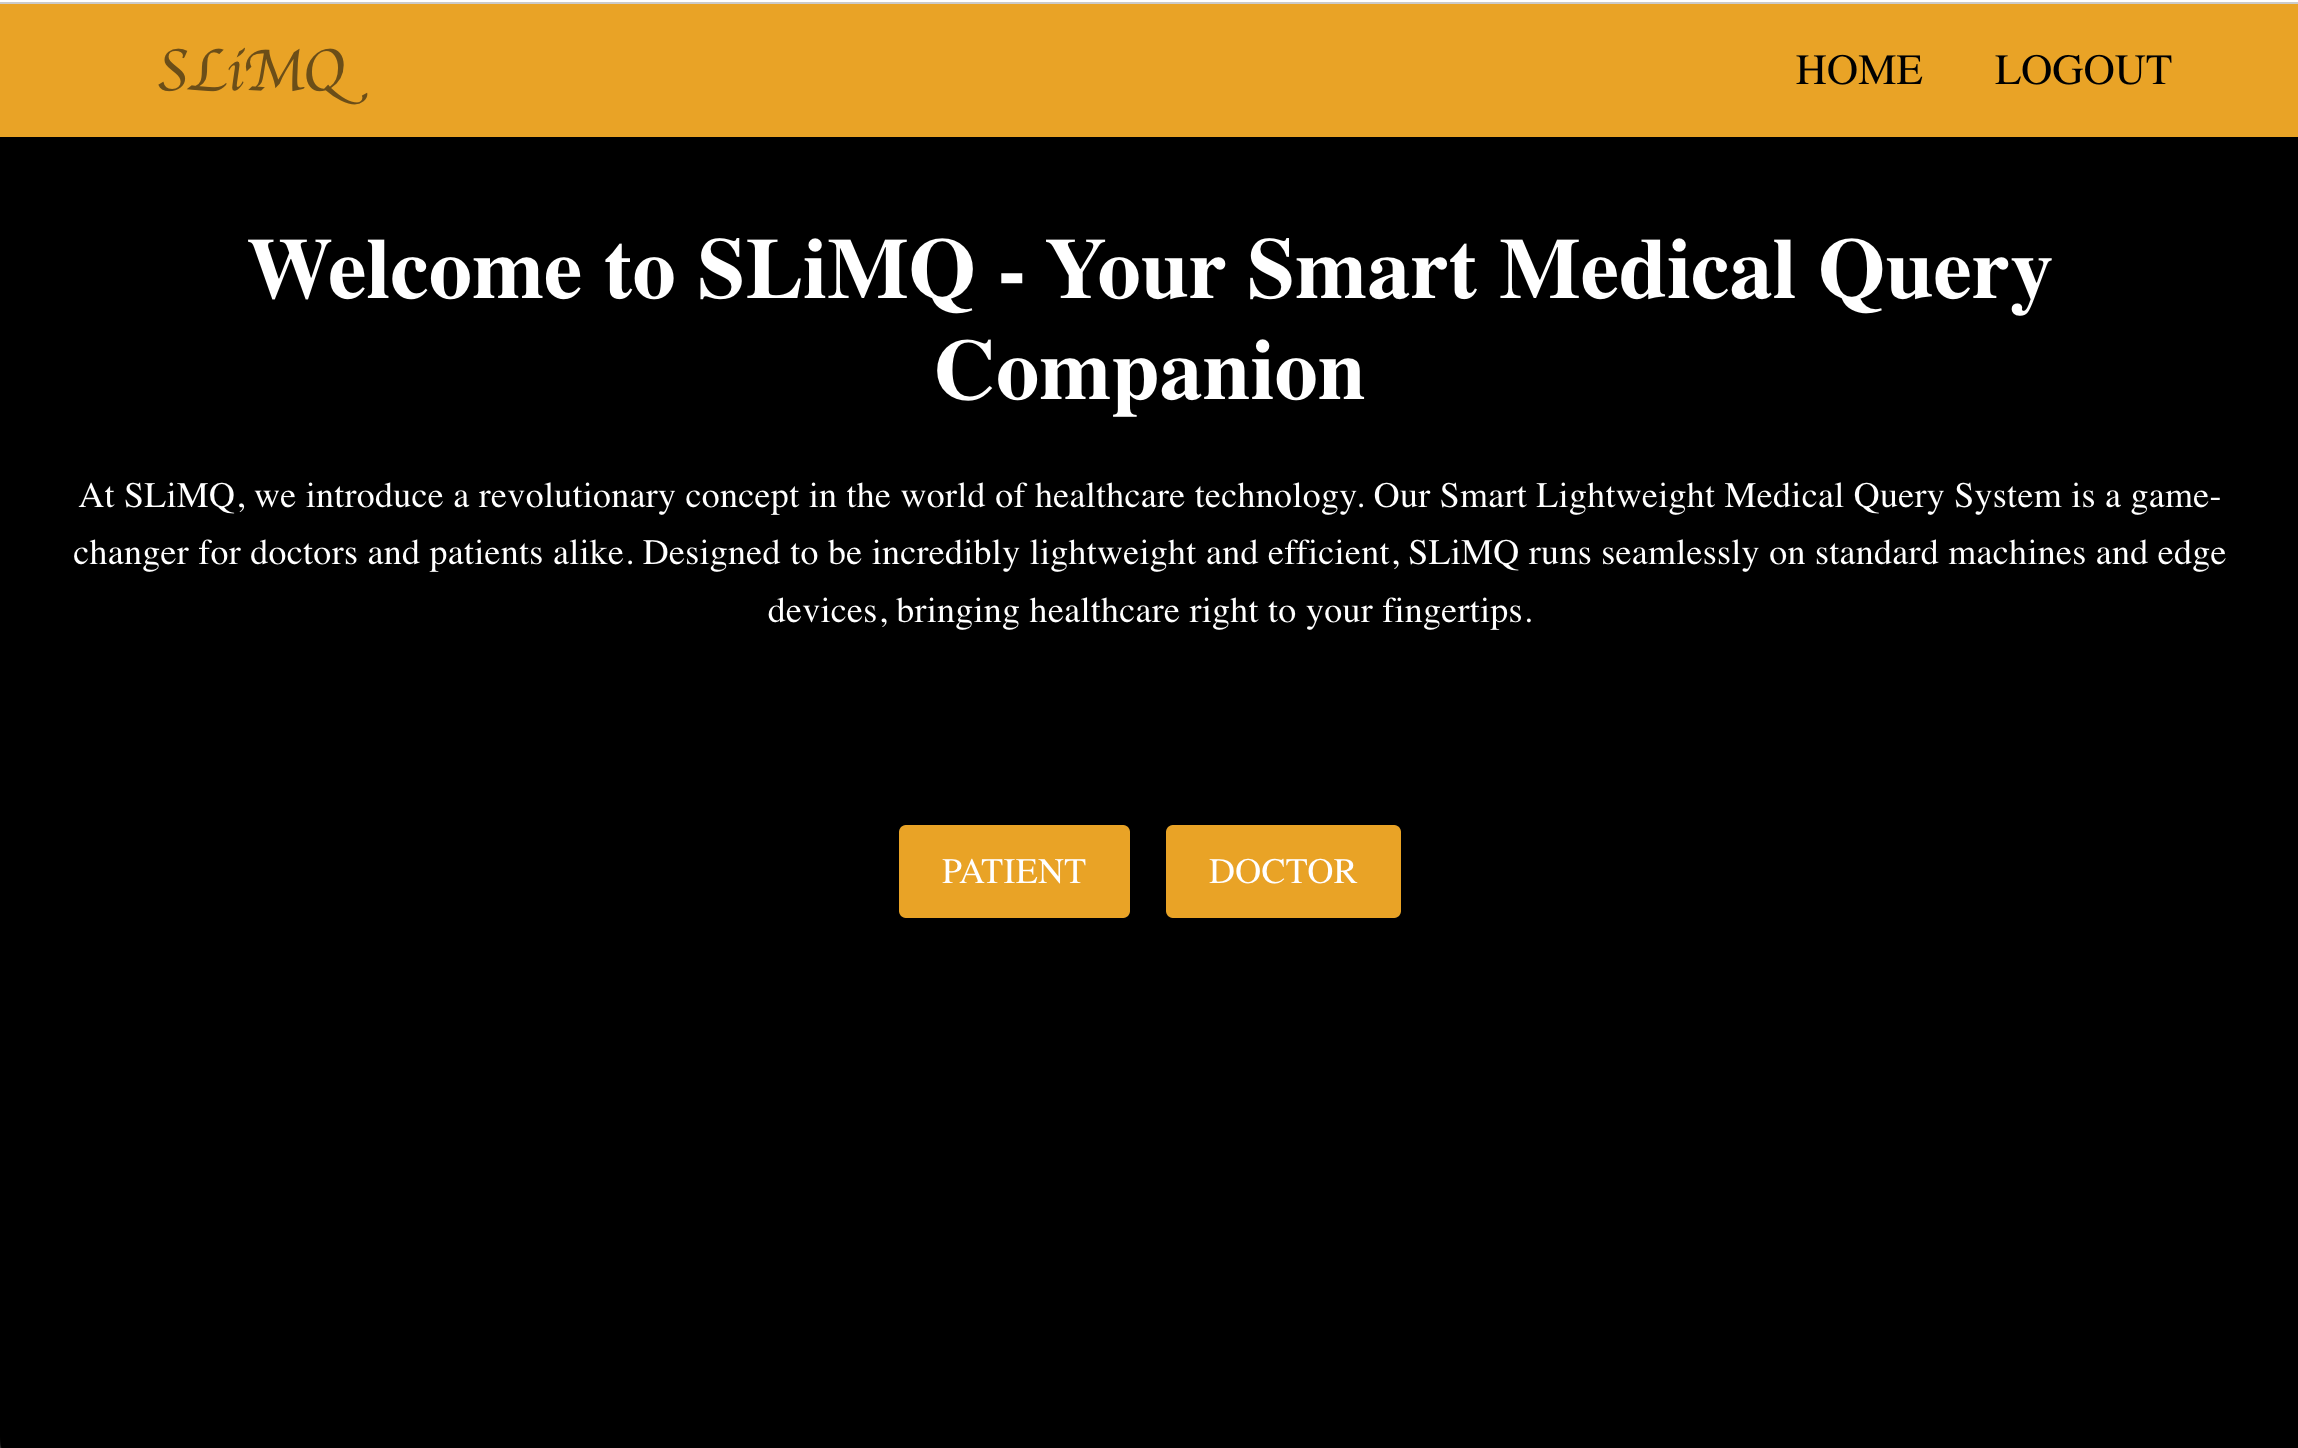 SLiMQ
HOME LOGOUT
Welcome to SLiMQ - Your Smart Medical Query
Companion
At SLiMQ, we introduce a revolutionary concept in the world of healthcare technology. Our Smart Lightweight Medical Query System is a game-
changer for doctors and patients alike. Designed to be incredibly lightweight and efficient, SLiMQ runs seamlessly on standard machines and edge
devices, bringing healthcare right to your fingertips.
PATIENT DOCTOR